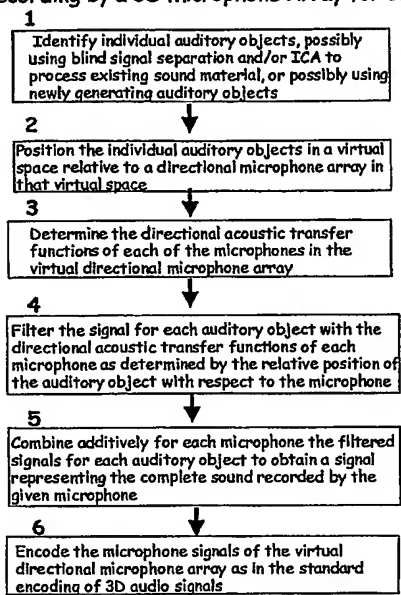 by a 3D Microphone Array for
1
Identify individual auditory objects, possibly
using blind signal separation and/or ICA to
process existing sound material, or possibly using
newly generating auditory objects
2
Position the individual auditory objects in a virtual
space relative to a directional microphone array in
that virtual space
3
Determine the directional acoustic transfer
functions of each of the microphones in the
virtual directional microphone array
4
Filter the signal for each auditory object with the
directional acoustic transfer functions of each
microphone as determined by the relative position of
the auditory object with respect to the microphone
5
Combine additively for each microphone the filtered
signals for each auditory object to obtain a signal
representing the complete sound recorded by the
given microphone
6
Encode the microphone signals of the virtual
directional microphone array as in the standard
encoding of 3D audio signals